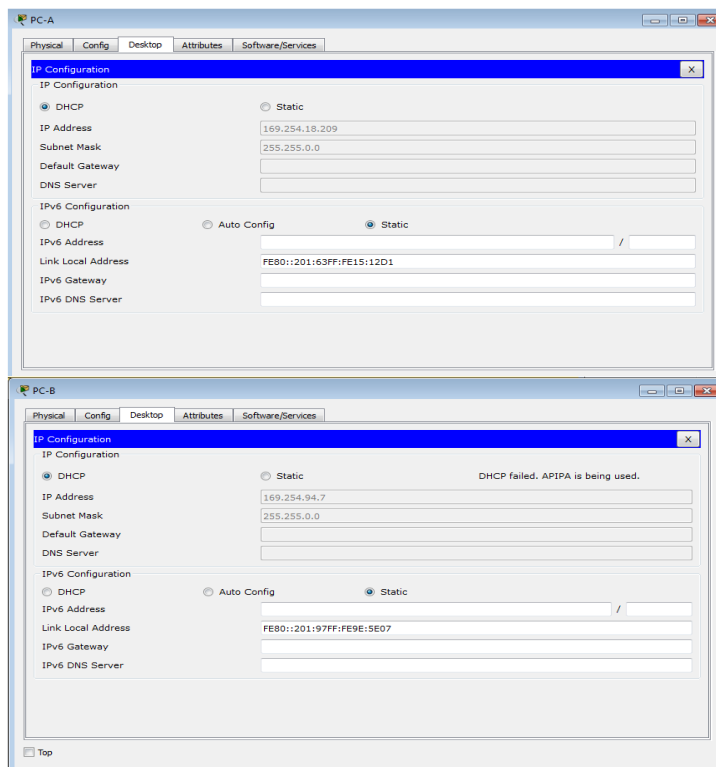 PC-A
Physical Config Desktop Attributes Software/Services
IP Configuration X
IP Configuration
DHCP Static
IP Address 169.254.18.209
Subnet Mask 255.255.0.0
Default Gateway
DNS Server
IPv6 Configuration
DHCP Auto Config Static
IPv6 Address /
Link Local Address FE80::201:63FF:FE15:12D1
IPv6 Gateway
IPv6 DNS Server
PC-B
Physical Config Desktop Attributes Software/Services
IP Configuration X
IP Configuration
DHCP Static DHCP failed. APIPA is being used.
IP Address 169.254.94.7
Subnet Mask 255.255.0.0
Default Gateway
DNS Server
IPv6 Configuration
DHCP Auto Config Static
IPv6 Address /
Link Local Address FE80::201:97FF:FE9E:5E07
IPv6 Gateway
IPv6 DNS Server
Top